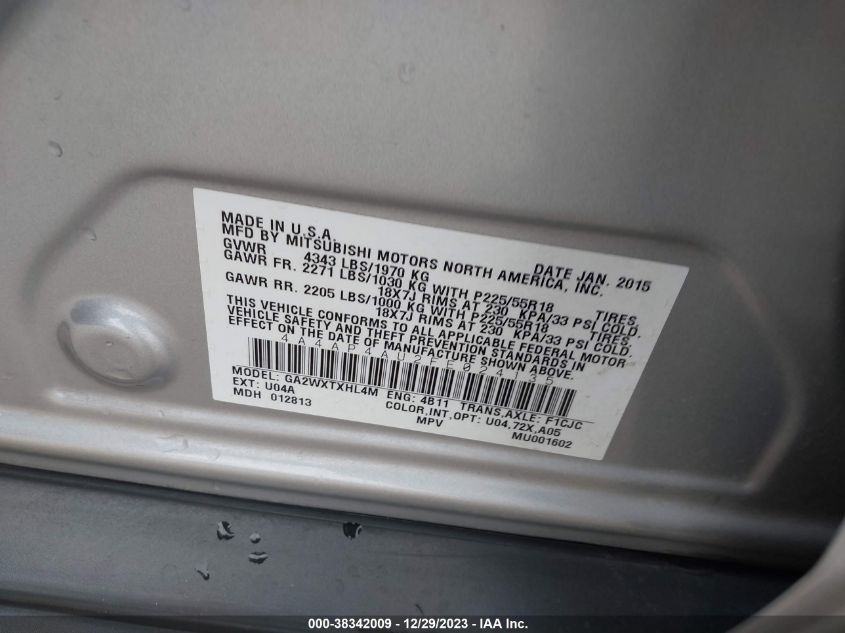 MADE IN U.S.A.
MFD BY MITSUBISHI MOTORS NORTH AMERICA, INC.
DATE JAN. 2015
GVWR 4343 LBS/1970 KG
GAWR FR. 2271 LBS/1030 KG WITH P225/55R18 TIRES,
18X7J RIMS AT 230 KPA/33 PSI COLD.
GAWR RR. 2205 LBS/1000 KG WITH P225/55R18 TIRES,
18X7J RIMS AT 230 KPA/33 PSI COLD.
THIS VEHICLE CONFORMS TO ALL APPLICABLE FEDERAL MOTOR
VEHICLE SAFETY AND THEFT PREVENTION STANDARDS IN
EFFECT ON THE DATE OF MANUFACTURE SHOWN ABOVE.
4A4AP4AU2FE024135
MODEL: GA2WXTXHL4M ENG: 4B11 TRANS,AXLE: F1CJC
EXT: U04A COLOR,INT,OPT: U04,72X,A05
MDH 012813 MPV MU001602
000-38342009 - 12/29/2023 - IAA Inc.